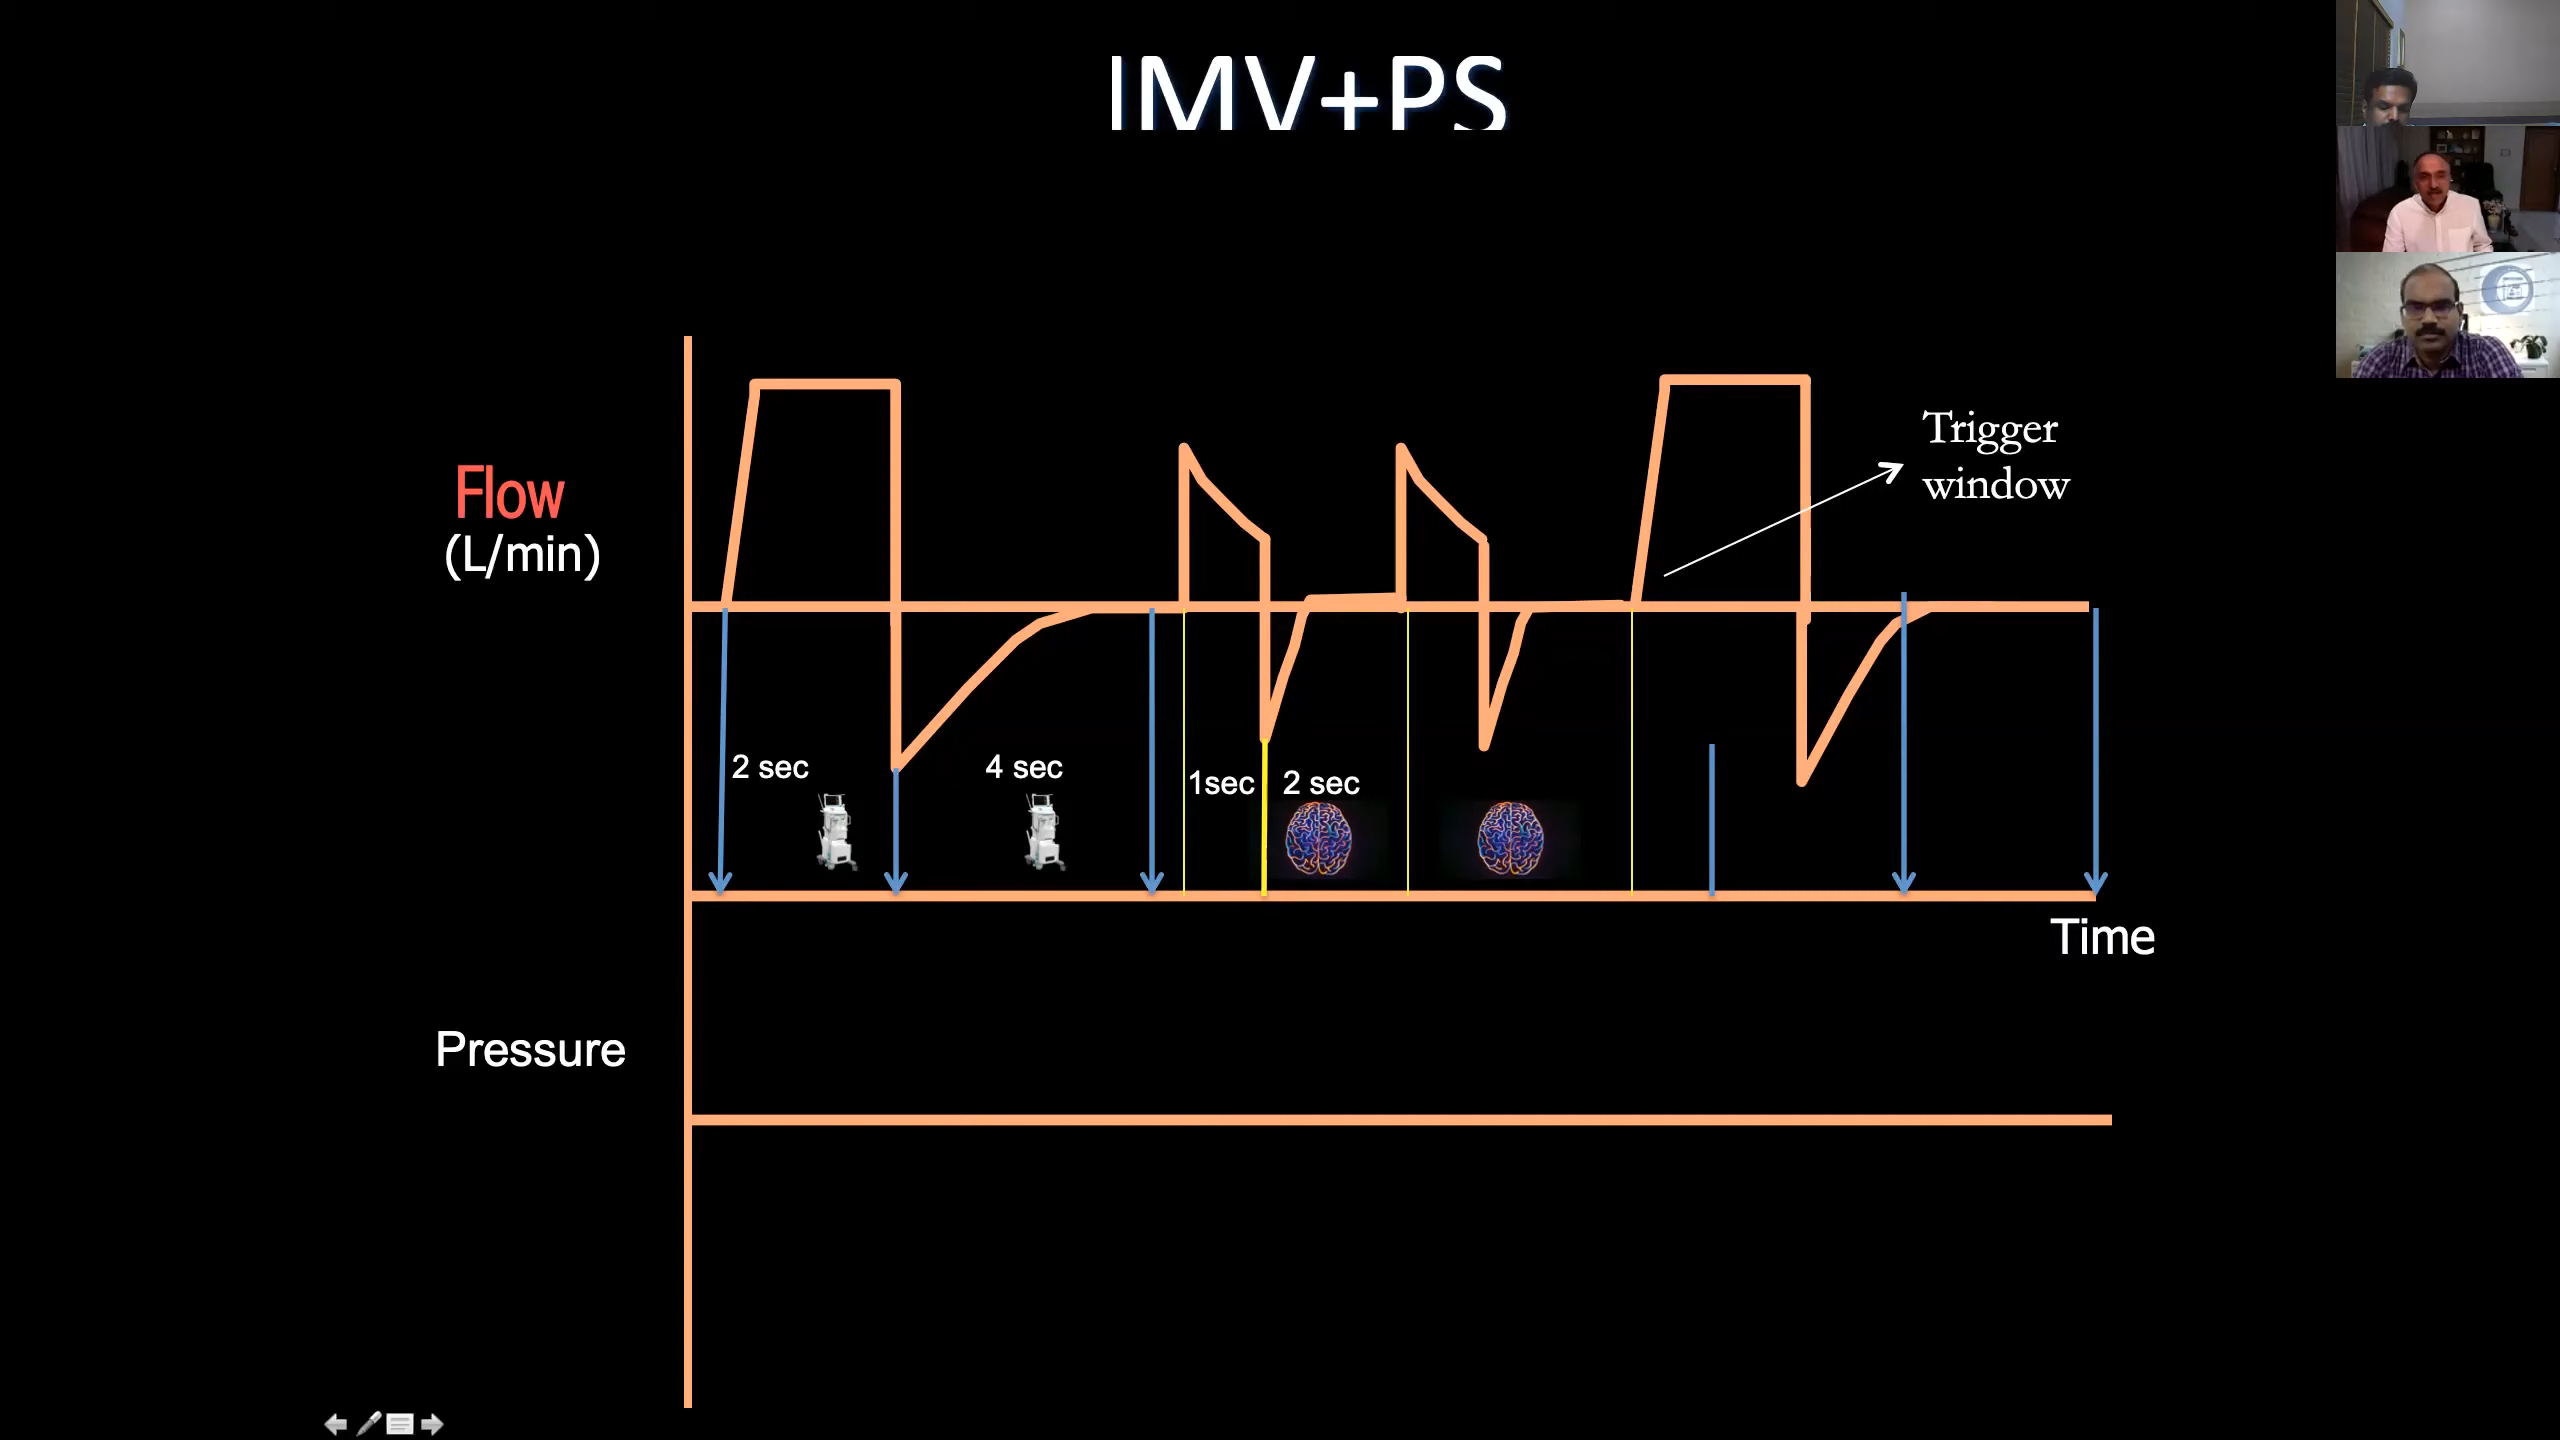 IMV+PS
Trigger
window
Flow
(L/min)
2 sec
4 sec
1sec
2 sec
Time
Pressure